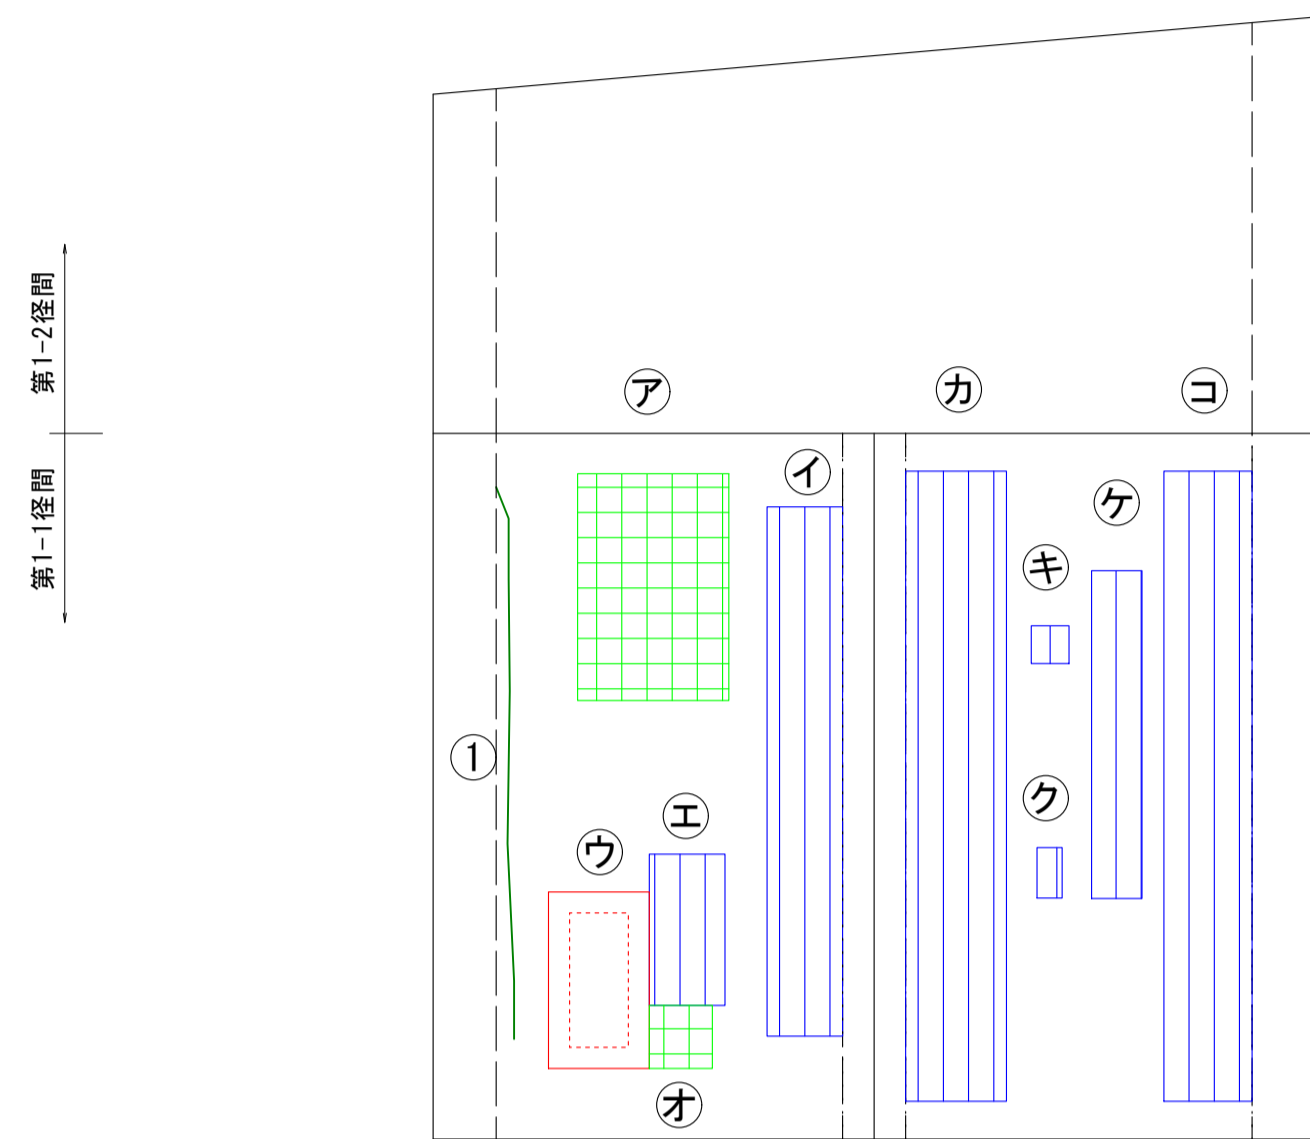 第1-2径間
第1-1径間
ア
カ
コ
イ
ケ
キ
1
ク
エ
ウ
オ